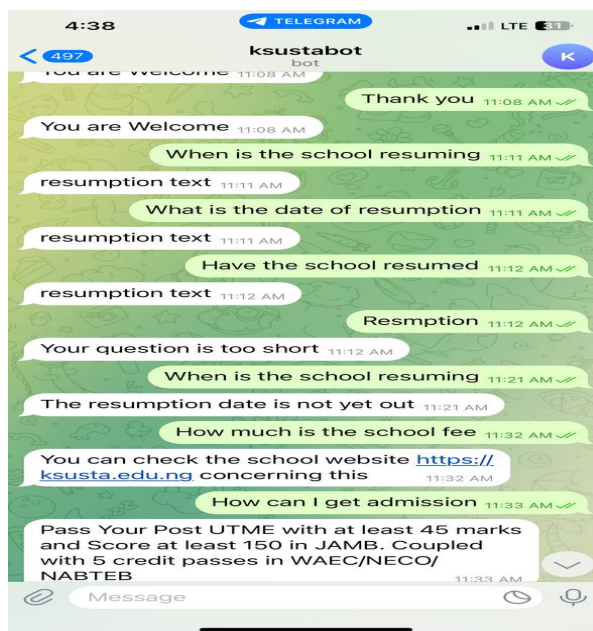 4:38
TELEGRAM
LTE 31
497
ksustabot
bot
K
You are Welcome 11:08 AM
Thank you 11:08 AM
You are Welcome 11:08 AM
When is the school resuming 11:11 AM
resumption text 11:11 AM
What is the date of resumption 11:11 AM
resumption text 11:11 AM
Have the school resumed 11:12 AM
resumption text 11:12 AM
Resmption 11:12 AM
Your question is too short 11:12 AM
When is the school resuming 11:21 AM
The resumption date is not yet out 11:21 AM
How much is the school fee 11:32 AM
You can check the school website https://
ksusta.edu.ng concerning this 11:32 AM
How can I get admission 11:33 AM
Pass Your Post UTME with at least 45 marks
and Score at least 150 in JAMB. Coupled
with 5 credit passes in WAEC/NECO/
NABTEB 11:33 AM
Message